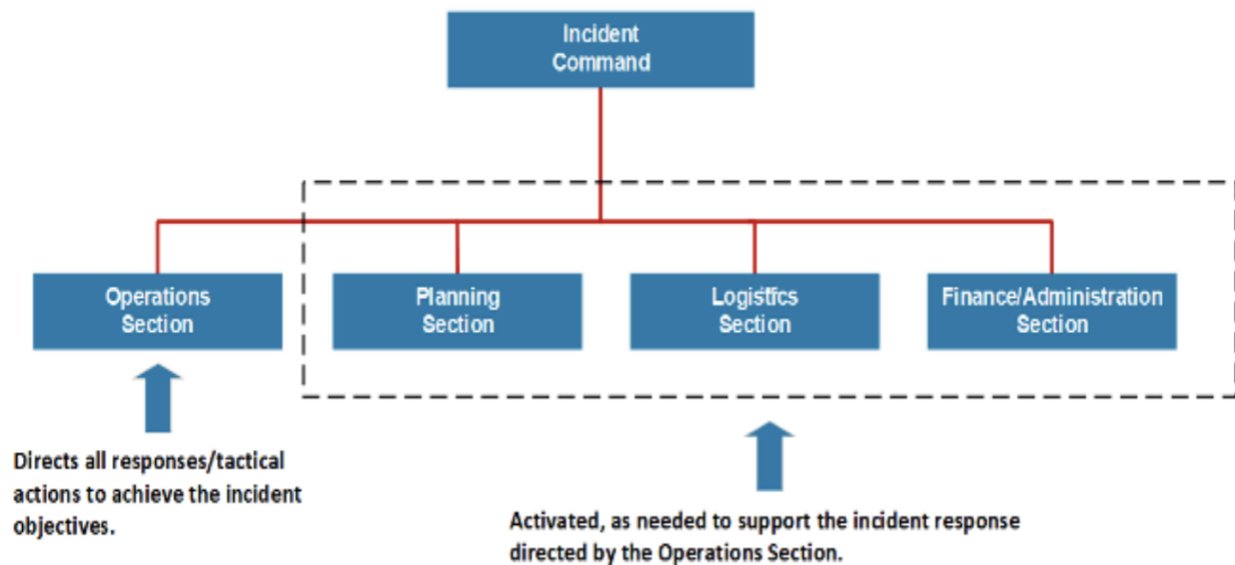 Incident
Command
Operations
Section
Planning
Section
Logistics
Section
Finance/Administration
Section
Directs all responses/tactical
actions to achieve the incident
objectives.
Activated, as needed to support the incident response
directed by the Operations Section.